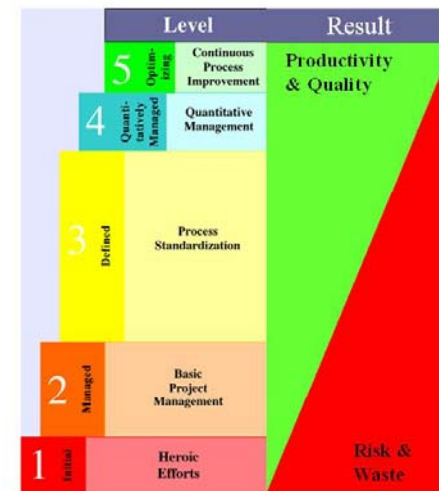 Level
Result
5
Optim-
izing
Continuous
Process
Improvement
Productivity
& Quality
4
Quanti-
tatively
Managed
Quantitative
Management
3
Defined
Process
Standardization
2
Managed
Basic
Project
Management
1
Initial
Heroic
Efforts
Risk &
Waste